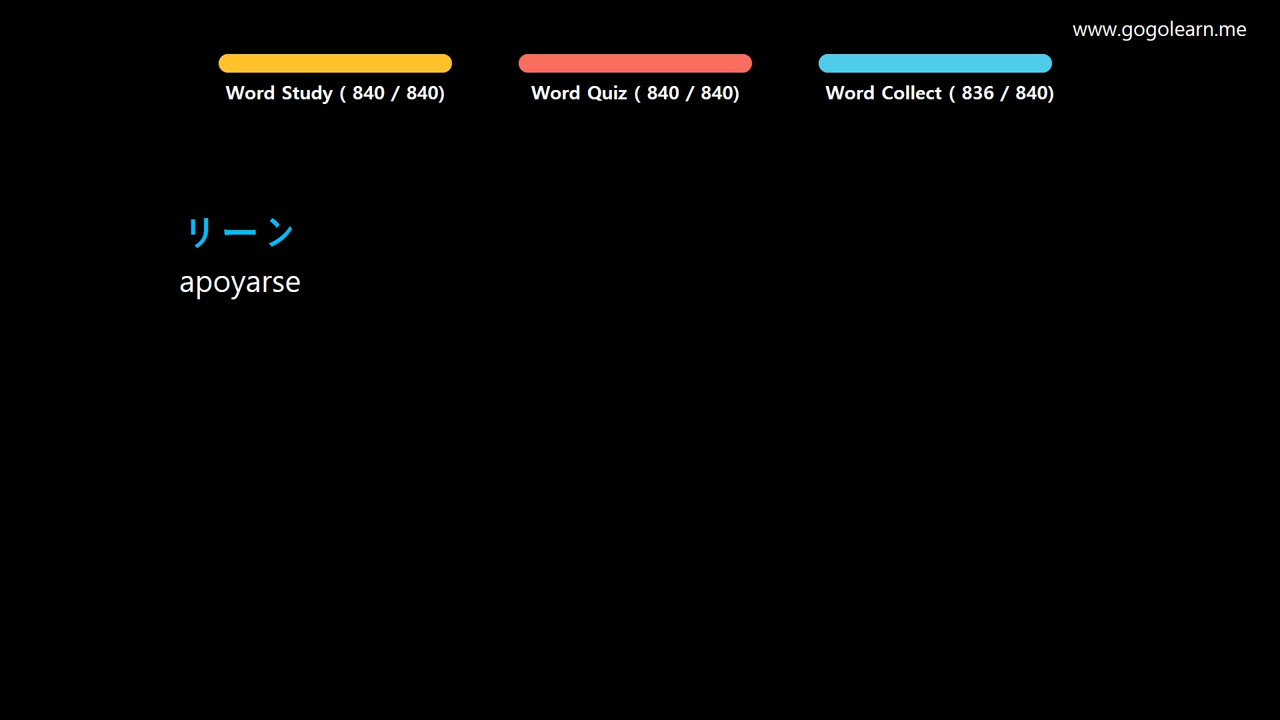 www.gogolearn.me
Word Study ( 840 / 840)
Word Quiz ( 840 / 840)
Word Collect ( 836 / 840)
リーン
apoyarse